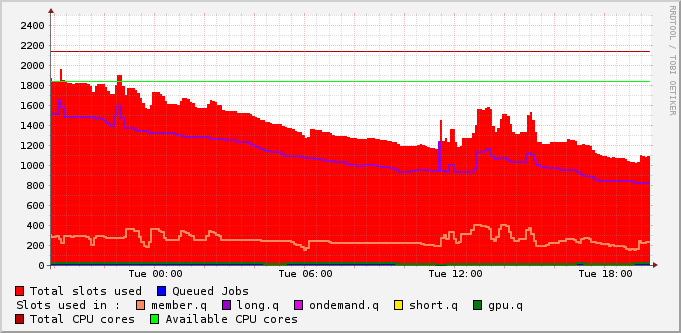 2400
2200
2000
1800
1600
1400
1200
1000
800
600
400
200
0
Tue 00:00 Tue 06:00 Tue 12:00 Tue 18:00
RRDTOOL / TOBI OETIKER
Total slots used Queued Jobs
Slots used in : member.q long.q ondemand.q short.q gpu.q
Total CPU cores Available CPU cores